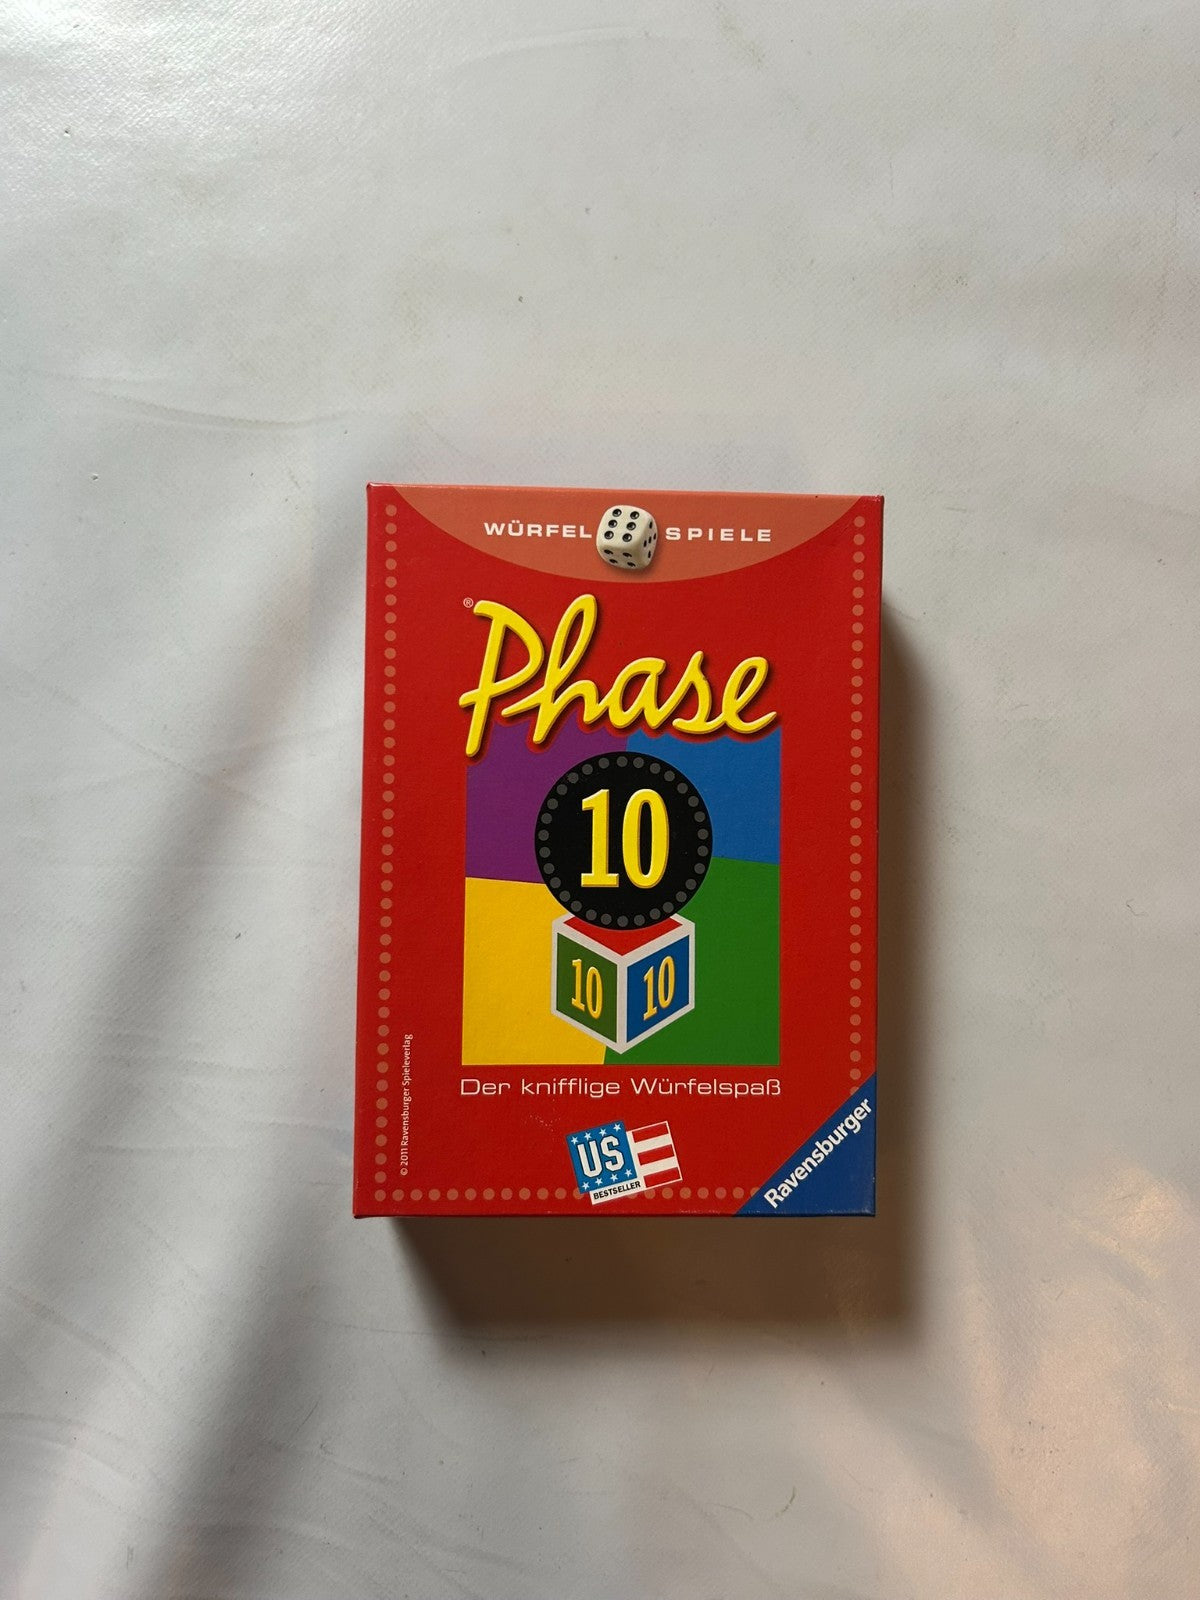 WÜRFEL SPIELE
®
Phase
10
10 10
Der knifflige Würfelspaß
© 2011 Ravensburger Spieleverlag
US
BESTSELLER
Ravensburger